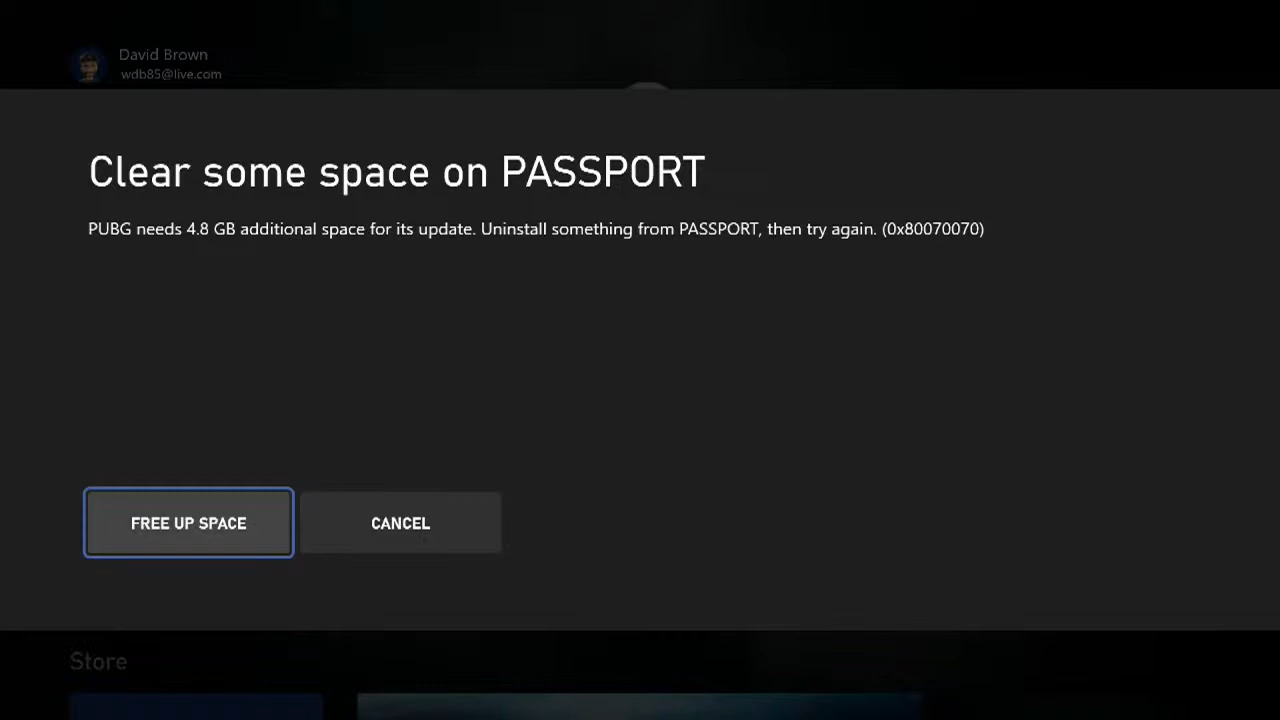 David Brown
wdb85@live.com
Clear some space on PASSPORT
PUBG needs 4.8 GB additional space for its update. Uninstall something from PASSPORT, then try again. (0x80070070)
FREE UP SPACE
CANCEL
Store